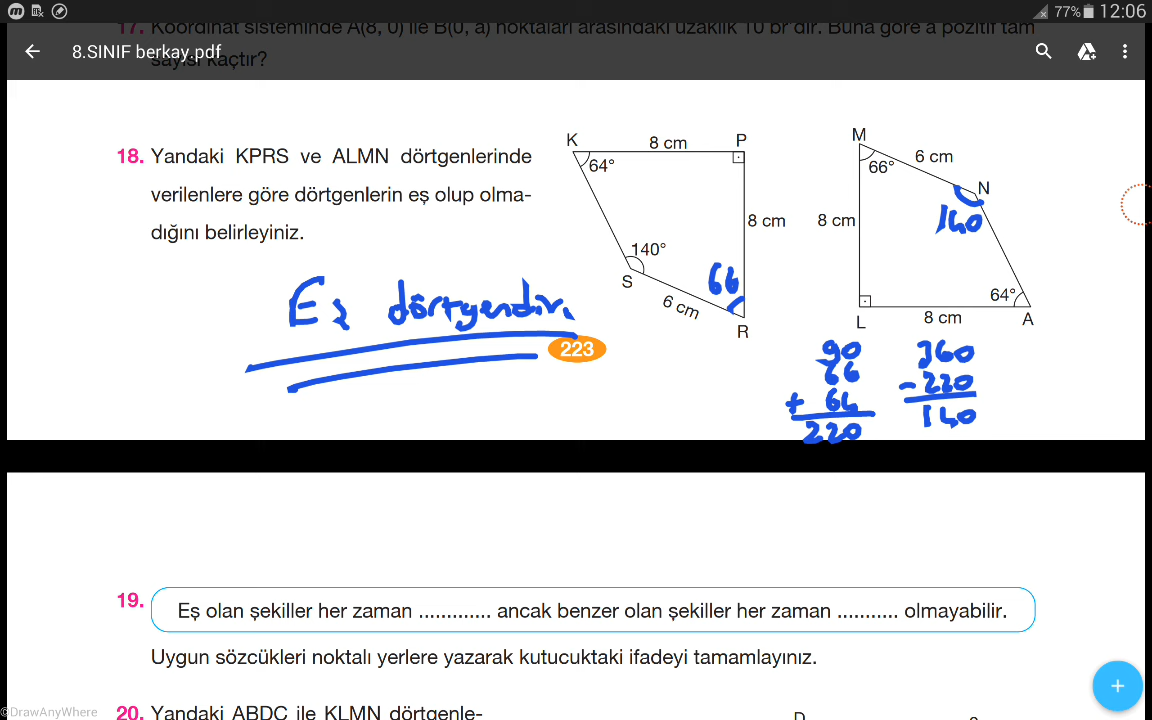 77% 12:06
17. Koordinat sisteminde A(8, 0) ile B(0, a) noktaları arasındaki uzaklık 10 br dir. Buna göre a pozitif tam
8.SINIF berkay.pdf
sayısı kaçtır?
18. Yandaki KPRS ve ALMN dörtgenlerinde
verilenlere göre dörtgenlerin eş olup olma-
dığını belirleyiniz.
K 8 cm P
64°
8 cm
140°
S 66
6 cm
R
M
6 cm
66°
N
140
8 cm
64°
L 8 cm A
Eş dörtgendir.
223
90
66
+ 64
220
360
- 220
140
19. Eş olan şekiller her zaman ............. ancak benzer olan şekiller her zaman ........... olmayabilir.
Uygun sözcükleri noktalı yerlere yazarak kutucuktaki ifadeyi tamamlayınız.
©DrawAnyWhere
20. Yandaki ABDC ile KLMN dörtgenle-
D